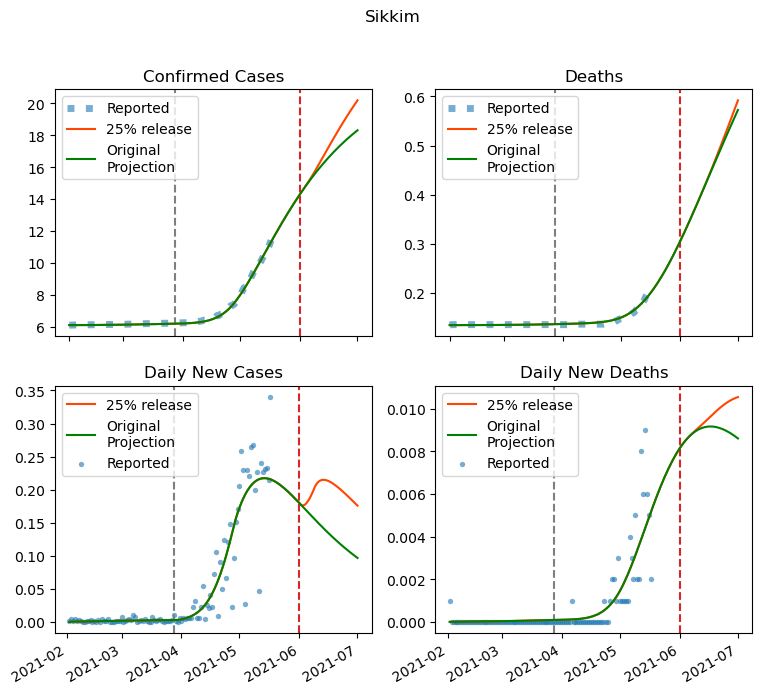 Sikkim
Confirmed Cases
Reported
25% release
Original
Projection
20
18
16
14
12
10
8
6
Deaths
Reported
25% release
Original
Projection
0.6
0.5
0.4
0.3
0.2
Daily New Cases
25% release
Original
Projection
Reported
0.35
0.30
0.25
0.20
0.15
0.10
0.05
0.00
2021-02
2021-03
2021-04
2021-05
2021-06
2021-07
Daily New Deaths
25% release
Original
Projection
Reported
0.010
0.008
0.006
0.004
0.002
0.000
2021-02
2021-03
2021-04
2021-05
2021-06
2021-07